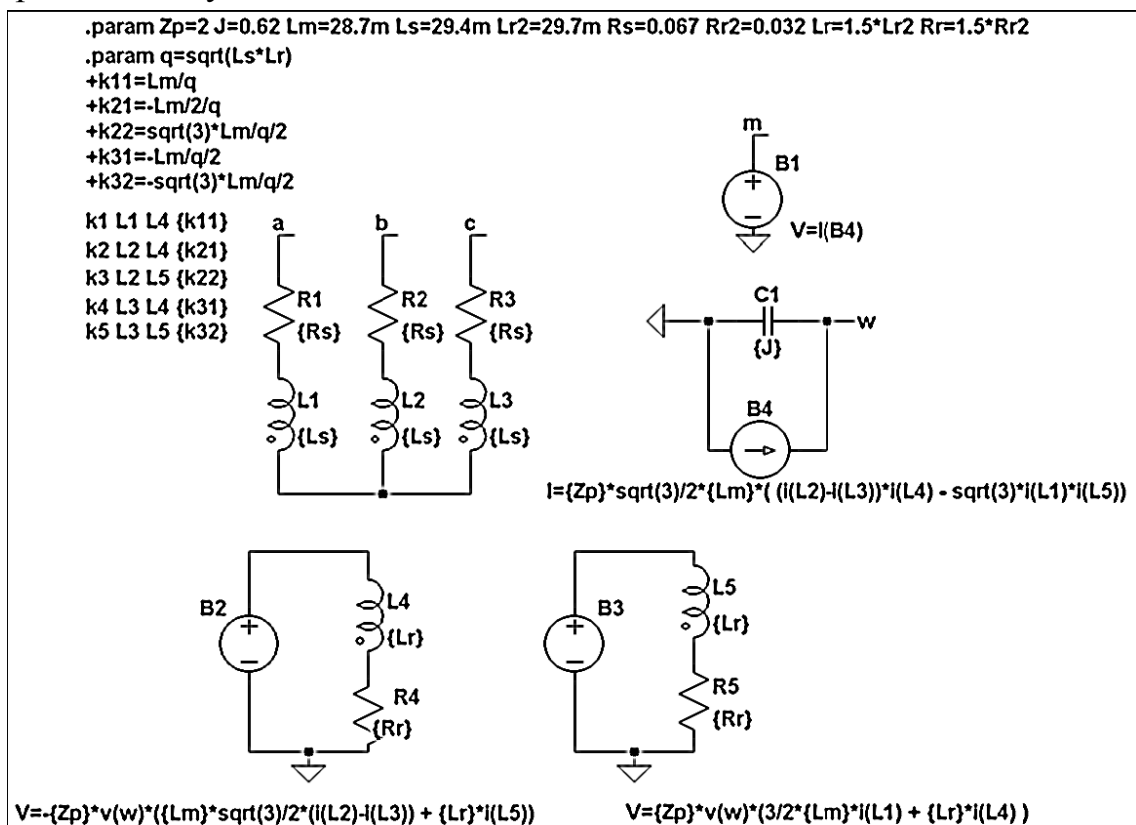 .param Zp=2 J=0.62 Lm=28.7m Ls=29.4m Lr2=29.7m Rs=0.067 Rr2=0.032 Lr=1.5*Lr2 Rr=1.5*Rr2
.param q=sqrt(Ls*Lr)
+k11=Lm/q
+k21=-Lm/2/q
+k22=sqrt(3)*Lm/q/2
+k31=-Lm/q/2
+k32=-sqrt(3)*Lm/q/2
k1 L1 L4 {k11}
k2 L2 L4 {k21}
k3 L2 L5 {k22}
k4 L3 L4 {k31}
k5 L3 L5 {k32}
a b c
R1 R2 R3
{Rs} {Rs} {Rs}
L1 L2 L3
{Ls} {Ls} {Ls}
m
B1
+
−
V=I(B4)
C1
w
{J}
B4
I={Zp}*sqrt(3)/2*{Lm}*( (i(L2)-i(L3))*i(L4) - sqrt(3)*i(L1)*i(L5))
B2
+
−
L4
{Lr}
R4
{Rr}
V=-{Zp}*v(w)*({Lm}*sqrt(3)/2*(i(L2)-i(L3)) + {Lr}*i(L5))
B3
+
−
L5
{Lr}
R5
{Rr}
V={Zp}*v(w)*(3/2*{Lm}*i(L1) + {Lr}*i(L4) )